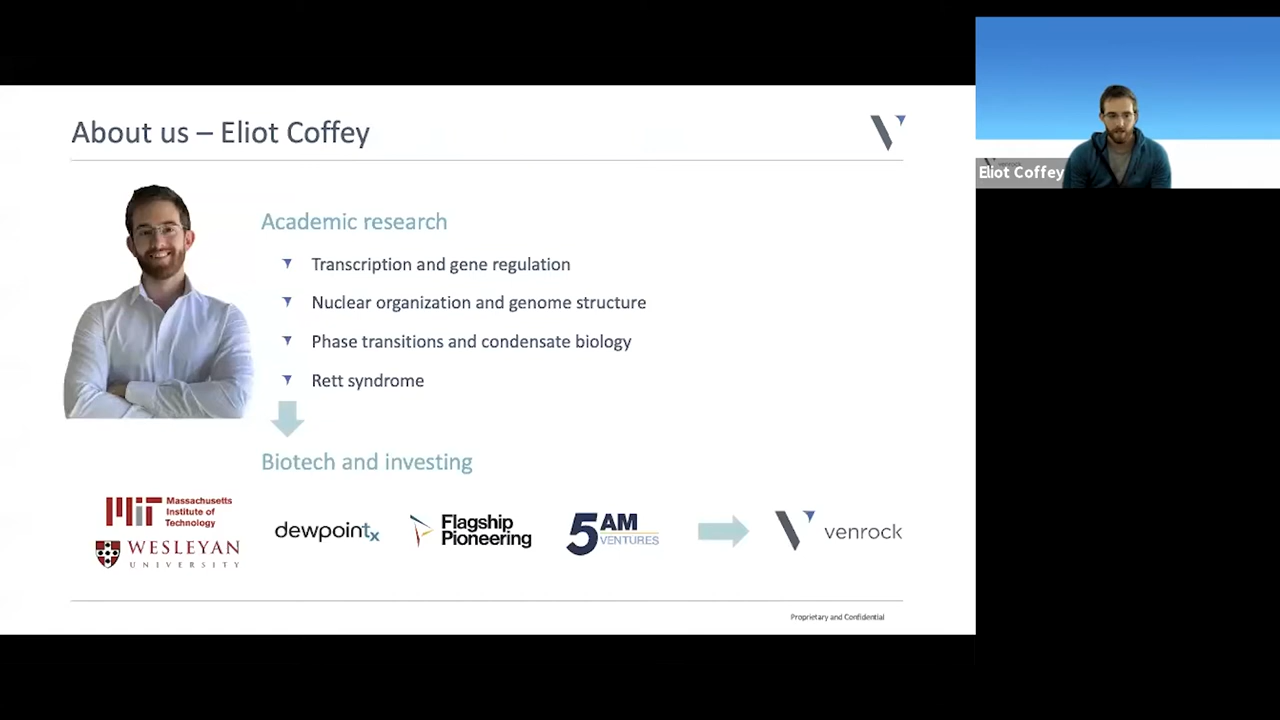 About us – Eliot Coffey
Academic research
Transcription and gene regulation
Nuclear organization and genome structure
Phase transitions and condensate biology
Rett syndrome
Biotech and investing
MIT Massachusetts
Institute of
Technology
WESLEYAN
UNIVERSITY
dewpointx
Flagship
Pioneering
5AM
VENTURES
venrock
Proprietary and Confidential
venrock
Eliot Coffey